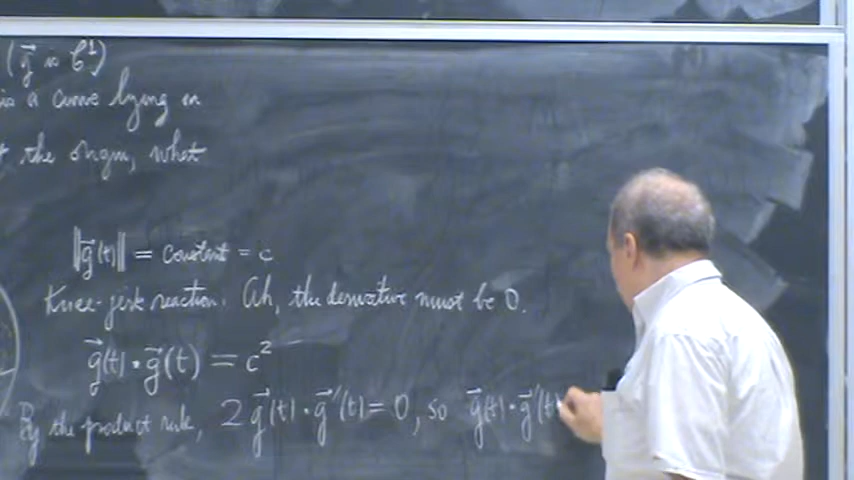 (g⃗ is C¹)
is a curve lying on
the origin, what
‖g⃗(t)‖ = constant = c
Knee-jerk reaction. Ah, the derivative must be 0.
g⃗(t) · g⃗(t) = c²
By the product rule, 2 g⃗(t) · g⃗'(t) = 0, so g⃗(t) · g⃗'(t)